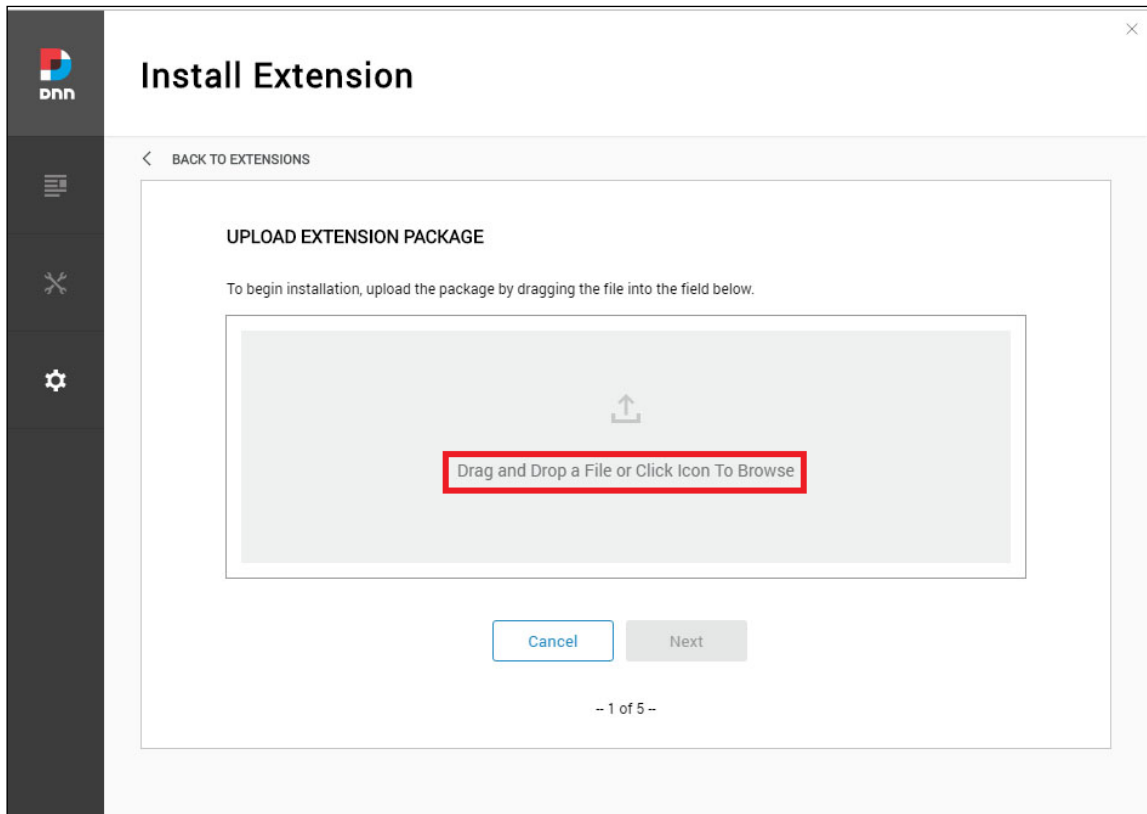 Install Extension
dnn
BACK TO EXTENSIONS
UPLOAD EXTENSION PACKAGE
To begin installation, upload the package by dragging the file into the field below.
Drag and Drop a File or Click Icon To Browse
Cancel Next
-- 1 of 5 --